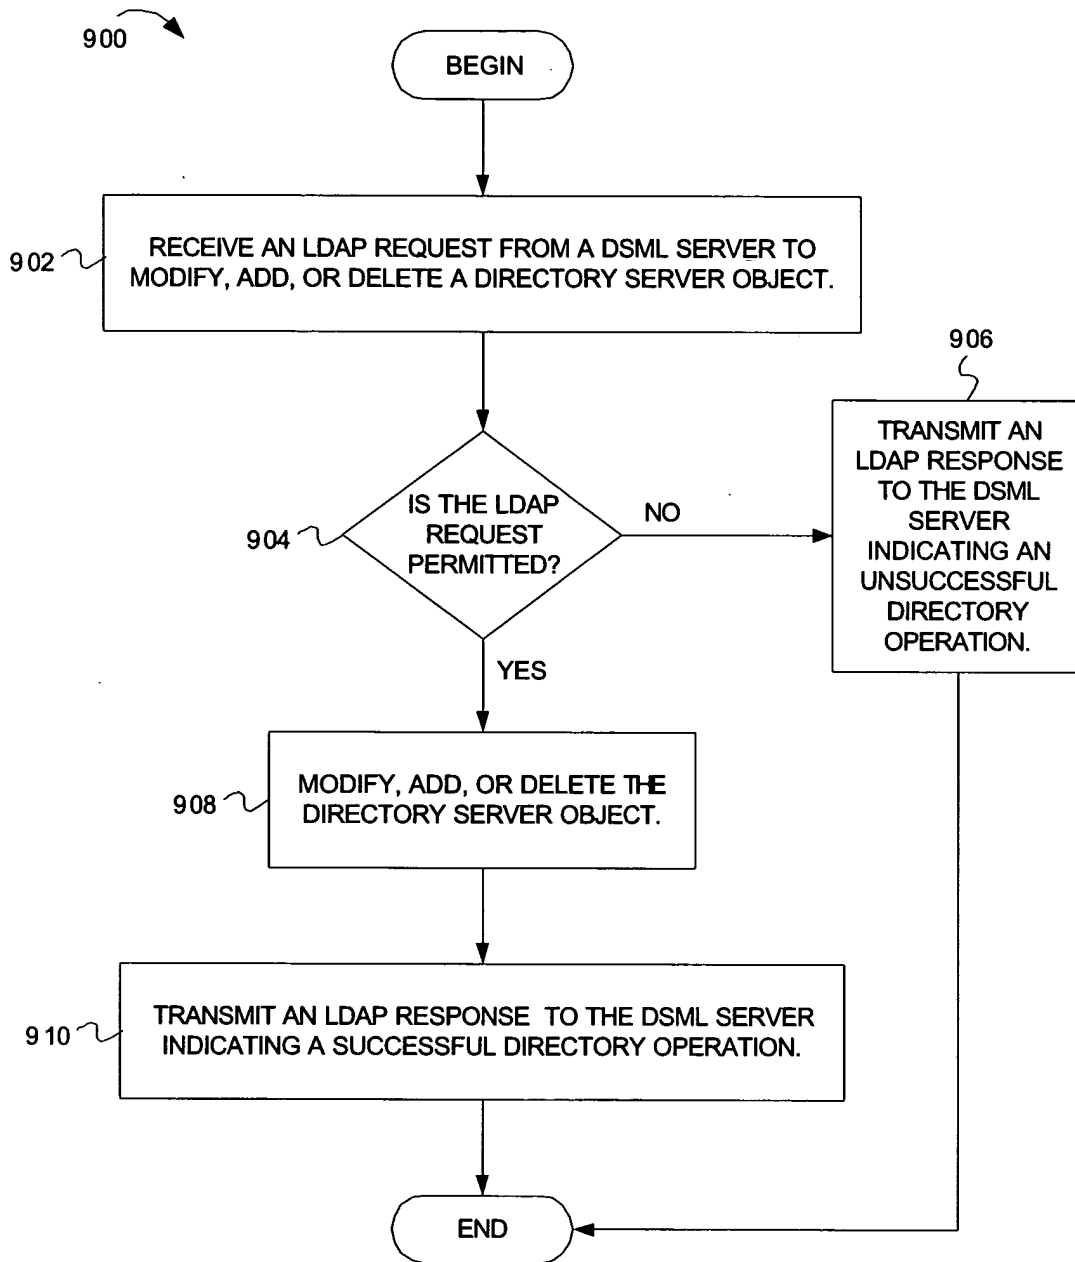 900
BEGIN
902
RECEIVE AN LDAP REQUEST FROM A DSML SERVER TO
MODIFY, ADD, OR DELETE A DIRECTORY SERVER OBJECT.
904
IS THE LDAP
REQUEST
PERMITTED?
NO
906
TRANSMIT AN
LDAP RESPONSE
TO THE DSML
SERVER
INDICATING AN
UNSUCCESSFUL
DIRECTORY
OPERATION.
YES
908
MODIFY, ADD, OR DELETE THE
DIRECTORY SERVER OBJECT.
910
TRANSMIT AN LDAP RESPONSE TO THE DSML SERVER
INDICATING A SUCCESSFUL DIRECTORY OPERATION.
END